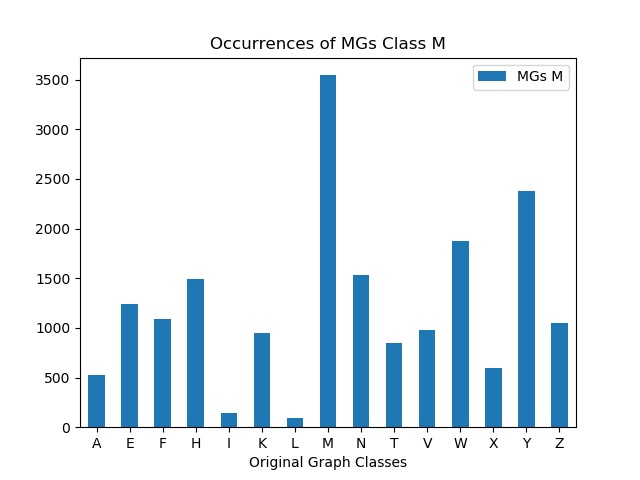 Occurrences of MGs Class M
MGs M
3500
3000
2500
2000
1500
1000
500
0
A E F H I K L M N T V W X Y Z
Original Graph Classes